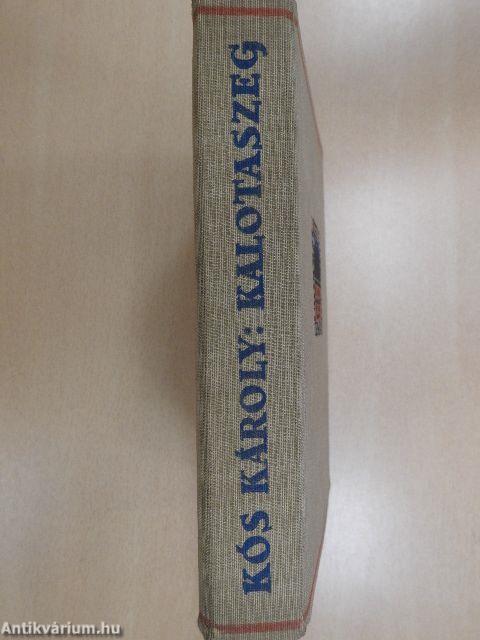 KÓS KÁROLY: KALOTASZEG
Antikvárium.hu